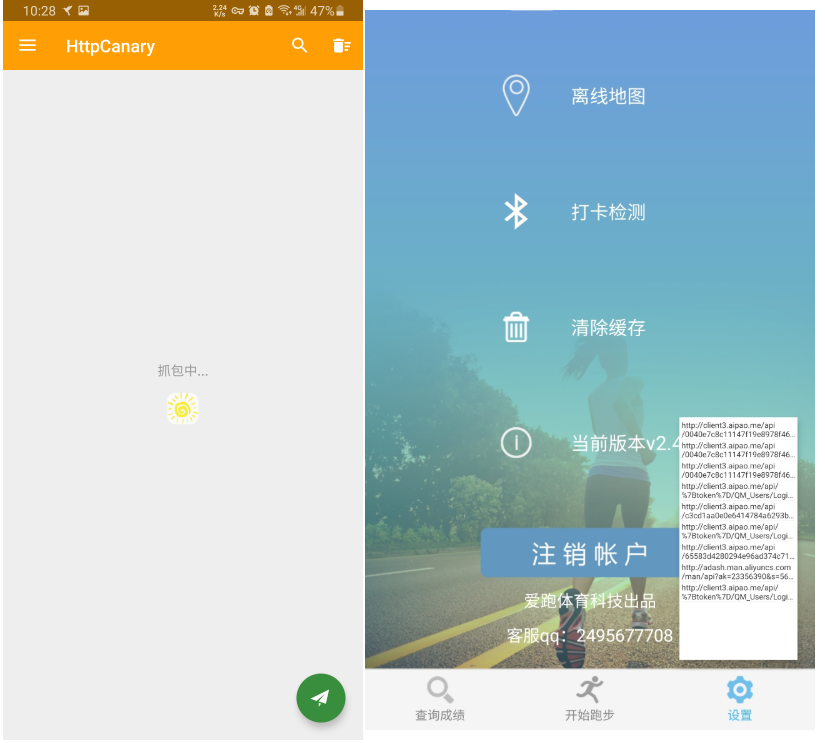 10:28
2.24 K/s
4G
47%
HttpCanary
抓包中...
离线地图
打卡检测
清除缓存
当前版本v2.4
http://client3.aipao.me/api
/0040e7c8c11147f19e8978f46...
http://client3.aipao.me/api
/0040e7c8c11147f19e8978f46...
http://client3.aipao.me/api
/0040e7c8c11147f19e8978f46...
http://client3.aipao.me/api/
%7Btoken%7D/QM_Users/Logi...
http://client3.aipao.me/api
/c3cd1aa0e0e6414784a6293b...
http://client3.aipao.me/api/
%7Btoken%7D/QM_Users/Logi...
http://client3.aipao.me/api
/65583d4280294e96ad374c71...
http://adash.man.aliyuncs.com
/man/api?ak=23356390&s=56...
http://client3.aipao.me/api/
%7Btoken%7D/QM_Users/Logi...
注销帐户
爱跑体育科技出品
客服qq：2495677708
查询成绩
开始跑步
设置